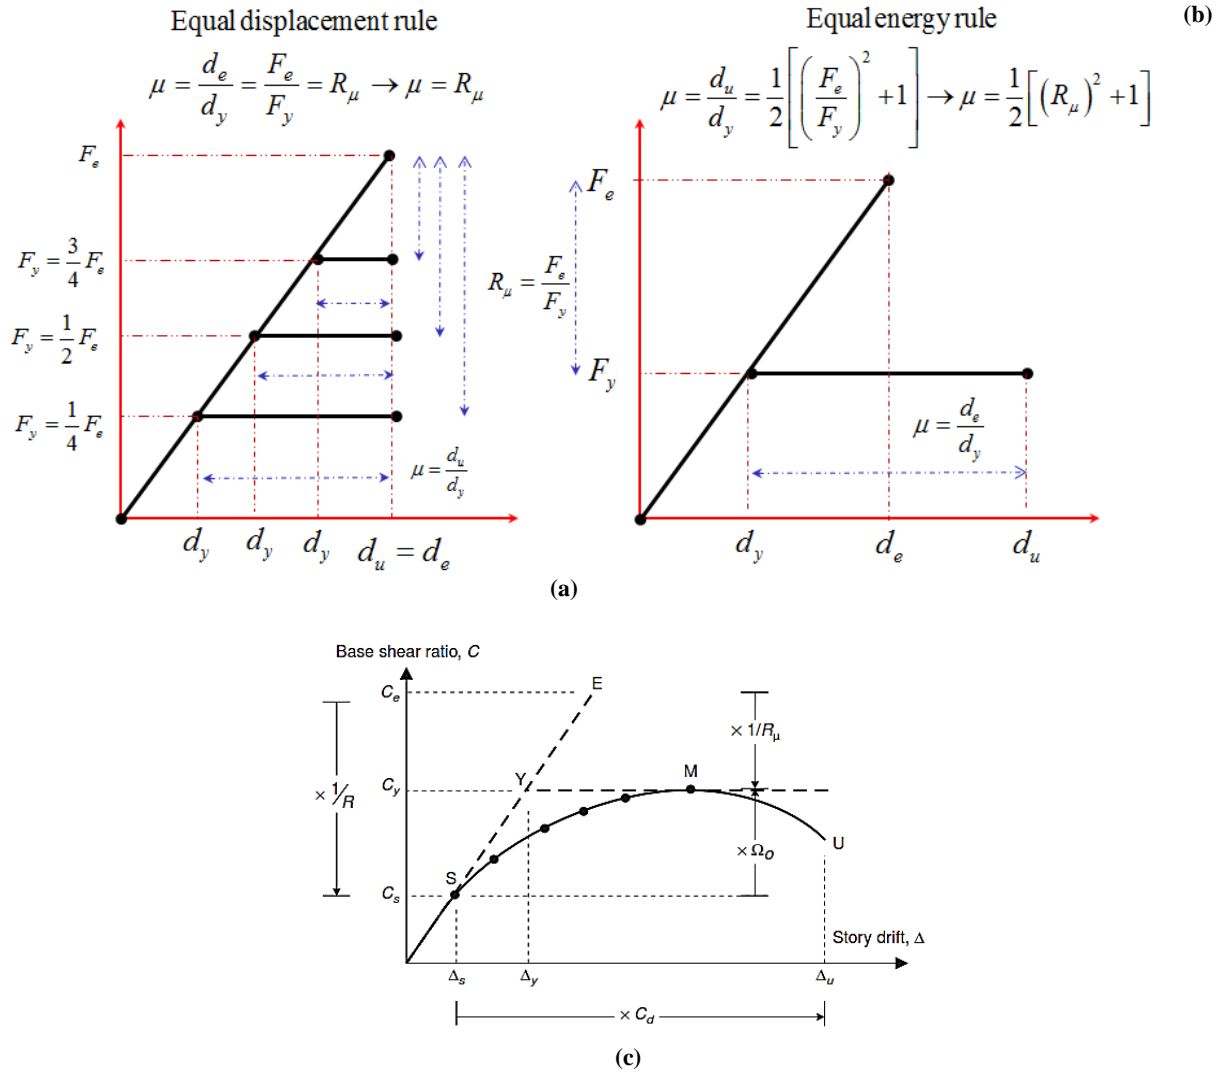 Equal displacement rule
μ = d_e/d_y = F_e/F_y = R_μ → μ = R_μ
F_e
F_y = 3/4 F_e
F_y = 1/2 F_e
F_y = 1/4 F_e
R_μ = F_e/F_y
μ = d_u/d_y
d_y d_y d_y d_u = d_e
(a)
Equal energy rule
(b)
μ = d_u/d_y = 1/2[(F_e/F_y)^2 + 1] → μ = 1/2[(R_μ)^2 + 1]
F_e
F_y
μ = d_e/d_y
d_y d_e d_u
Base shear ratio, C
C_e
E
× 1/R_μ
× 1/R
C_y
Y
M
× Ω_O
U
S
C_s
Story drift, Δ
Δ_s Δ_y Δ_u
× C_d
(c)